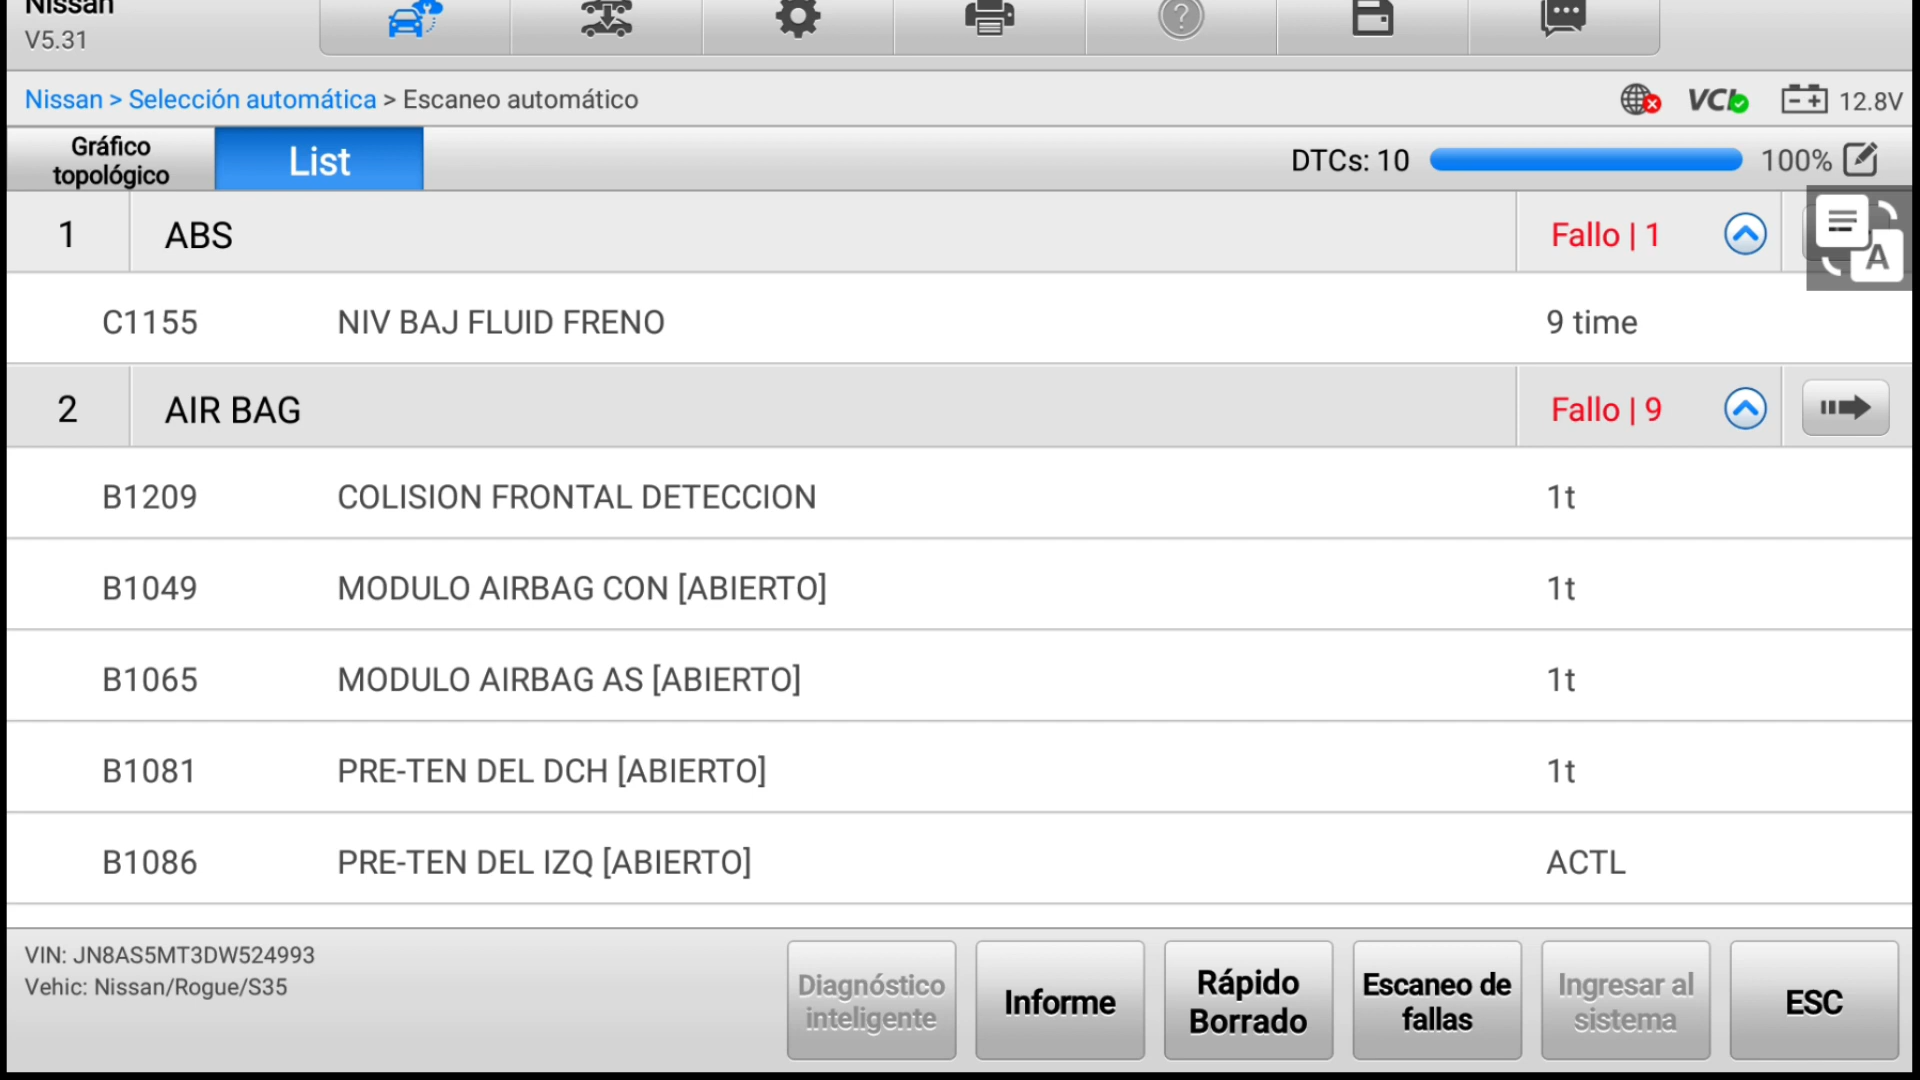 Nissan
V5.31
Nissan > Selección automática > Escaneo automático
VCI
12.8V
Gráfico
topológico
List
DTCs: 10
100%
1
ABS
Fallo | 1
A
C1155
NIV BAJ FLUID FRENO
9 time
2
AIR BAG
Fallo | 9
B1209
COLISION FRONTAL DETECCION
1t
B1049
MODULO AIRBAG CON [ABIERTO]
1t
B1065
MODULO AIRBAG AS [ABIERTO]
1t
B1081
PRE-TEN DEL DCH [ABIERTO]
1t
B1086
PRE-TEN DEL IZQ [ABIERTO]
ACTL
VIN: JN8AS5MT3DW524993
Vehic: Nissan/Rogue/S35
Diagnóstico
inteligente
Informe
Rápido
Borrado
Escaneo de
fallas
Ingresar al
sistema
ESC